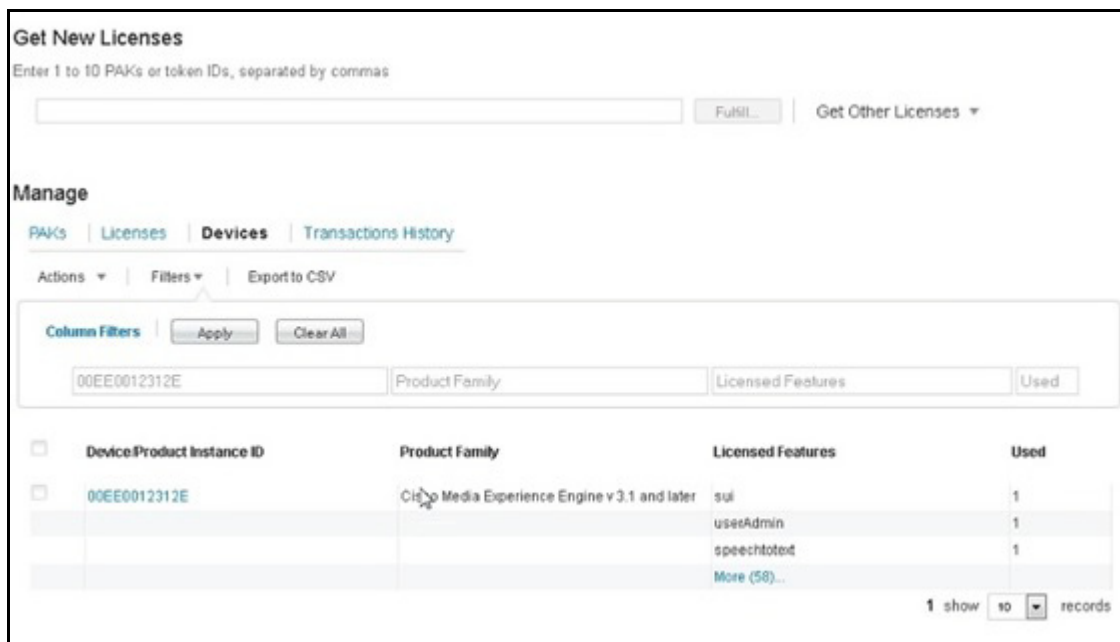 Get New Licenses
Enter 1 to 10 PAKs or token IDs, separated by commas
Fulfill... Get Other Licenses
Manage
PAKs Licenses Devices Transactions History
Actions Filters Export to CSV
Column Filters Apply Clear All
00EE0012312E Product Family Licensed Features Used
Device/Product Instance ID Product Family Licensed Features Used
00EE0012312E Cisco Media Experience Engine v 3.1 and later sui 1
userAdmin 1
speechtotext 1
More (58)...
1 show 10 records